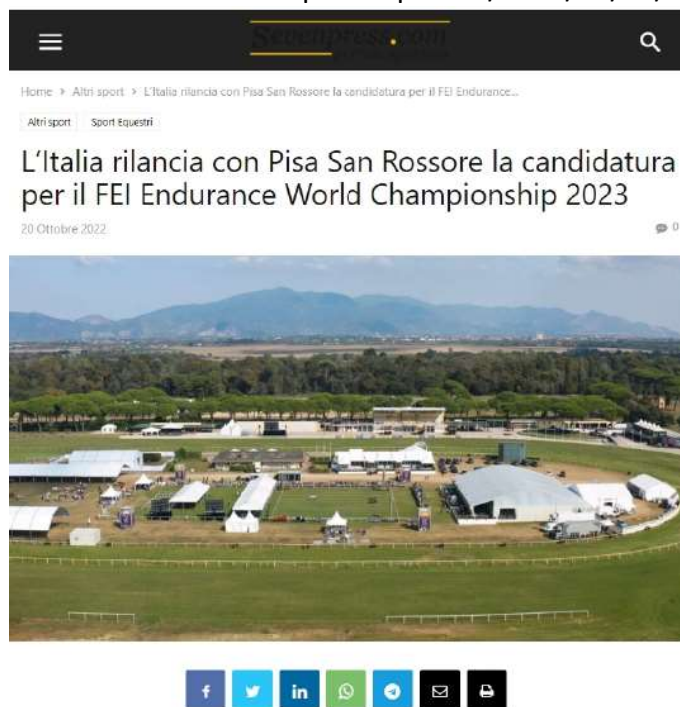 Sevenpress.com
Home > Altri sport > L'Italia rilancia con Pisa San Rossore la candidatura per il FEI Endurance...
Altri sport Sport Equestri
L'Italia rilancia con Pisa San Rossore la candidatura
per il FEI Endurance World Championship 2023
20 Ottobre 2022
0